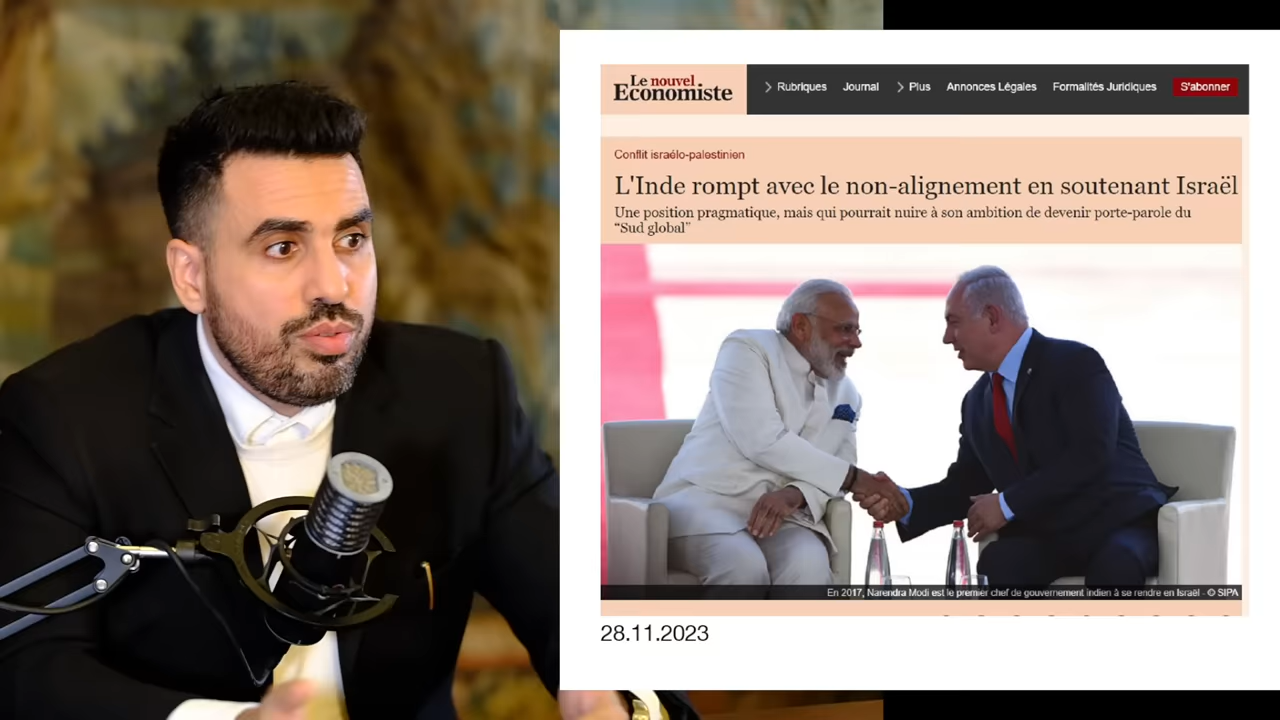 Le nouvel
Economiste
Rubriques
Journal
Plus
Annonces Légales
Formalités Juridiques
S'abonner
Conflit israélo-palestinien
L'Inde rompt avec le non-alignement en soutenant Israël
Une position pragmatique, mais qui pourrait nuire à son ambition de devenir porte-parole du
“Sud global”
En 2017, Narendra Modi est le premier chef de gouvernement indien à se rendre en Israël - © SIPA
28.11.2023